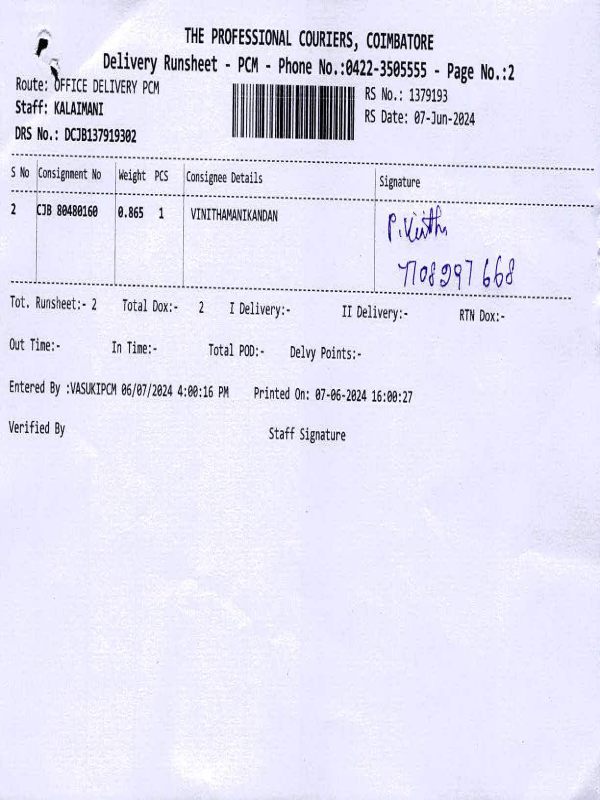 THE PROFESSIONAL COURIERS, COIMBATORE
Delivery Runsheet - PCM - Phone No.:0422-3505555 - Page No.:2
Route: OFFICE DELIVERY PCM
Staff: KALAIMANI
DRS No.: DCJB137919302
RS No.: 1379193
RS Date: 07-Jun-2024
S No Consignment No Weight PCS Consignee Details Signature
2 CJB 80480160 0.865 1 VINITHAMANIKANDAN
7708297668
Tot. Runsheet:- 2 Total Dox:- 2 I Delivery:- II Delivery:- RTN Dox:-
Out Time:- In Time:- Total POD:- Delvy Points:-
Entered By :VASUKIPCM 06/07/2024 4:00:16 PM Printed On: 07-06-2024 16:00:27
Verified By Staff Signature